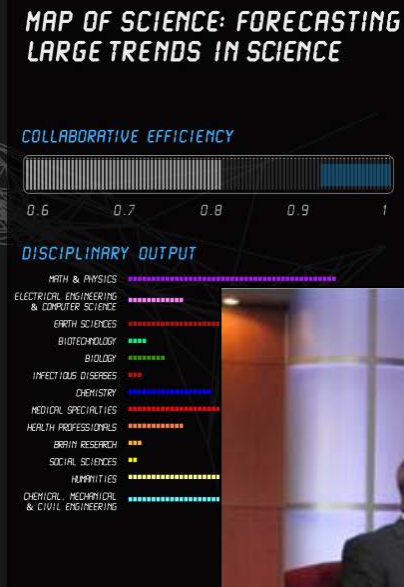 MAP OF SCIENCE: FORECASTING
LARGE TRENDS IN SCIENCE
COLLABORATIVE EFFICIENCY
0.6 0.7 0.8 0.9 1
DISCIPLINARY OUTPUT
MATH & PHYSICS
ELECTRICAL ENGINEERING
& COMPUTER SCIENCE
EARTH SCIENCES
BIOTECHNOLOGY
BIOLOGY
INFECTIOUS DISEASES
CHEMISTRY
MEDICAL SPECIALTIES
HEALTH PROFESSIONALS
BRAIN RESEARCH
SOCIAL SCIENCES
HUMANITIES
CHEMICAL, MECHANICAL
& CIVIL ENGINEERING